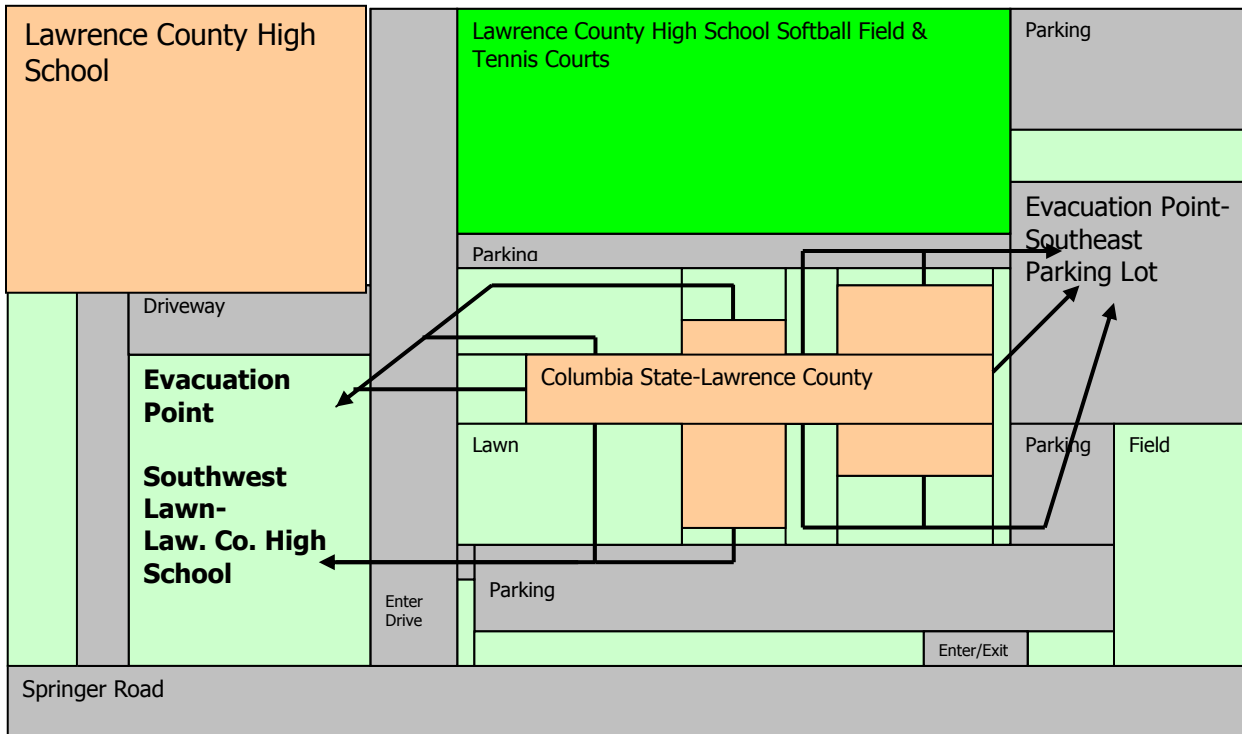 Lawrence County High
School
Lawrence County High School Softball Field &
Tennis Courts
Parking
Evacuation Point-
Southeast
Parking Lot
Parking
Driveway
Evacuation
Point
Southwest
Lawn-
Law. Co. High
School
Columbia State-Lawrence County
Lawn
Parking
Field
Enter
Drive
Parking
Enter/Exit
Springer Road